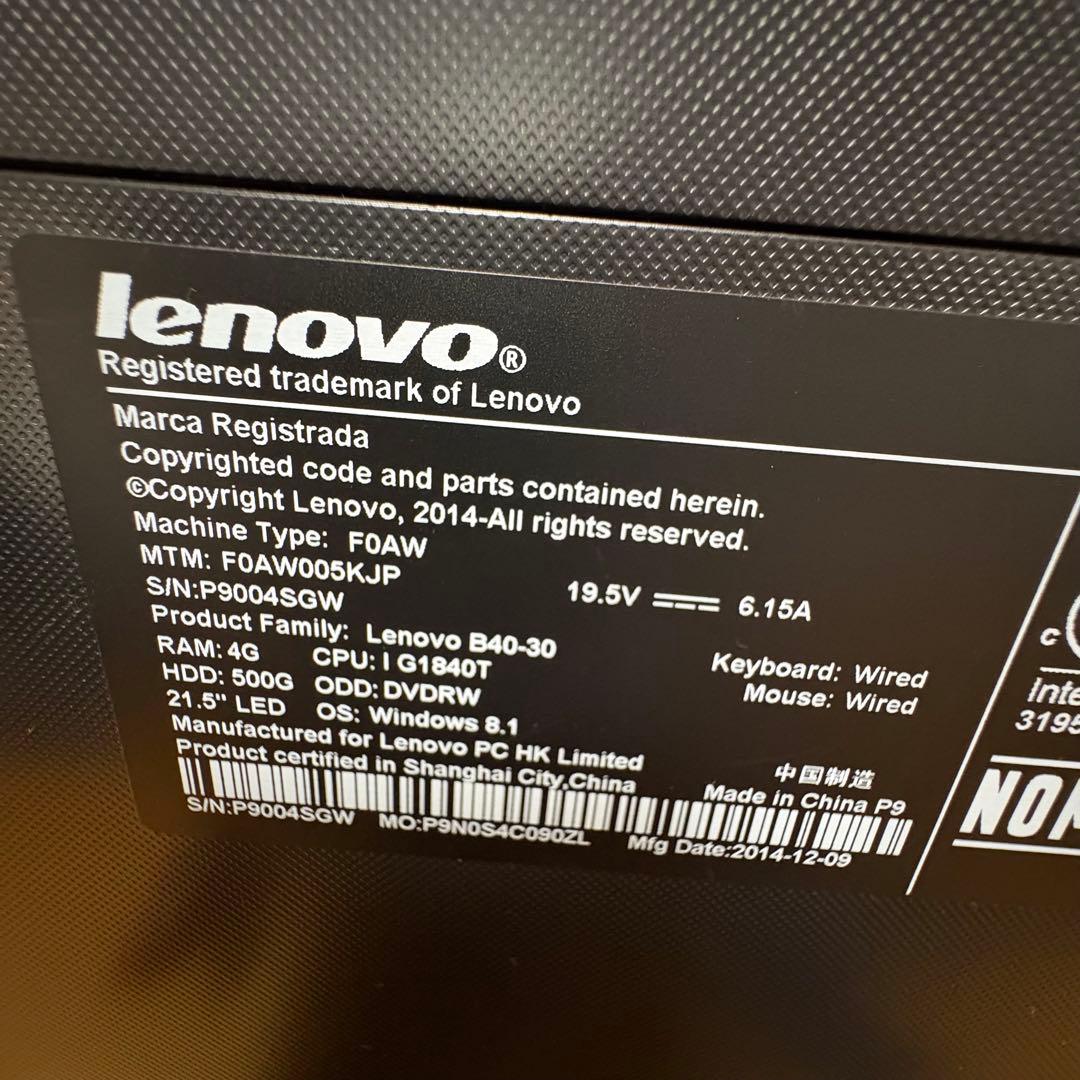 lenovo®
Registered trademark of Lenovo
Marca Registrada
Copyrighted code and parts contained herein.
©Copyright Lenovo, 2014-All rights reserved.
Machine Type: F0AW
MTM: F0AW005KJP
19.5V 6.15A
S/N:P9004SGW
Product Family: Lenovo B40-30
RAM: 4G CPU: I G1840T Keyboard: Wired
HDD: 500G ODD: DVDRW Mouse: Wired
21.5" LED OS: Windows 8.1
Manufactured for Lenovo PC HK Limited
Product certified in Shanghai City,China
中国制造
Made in China P9
S/N:P9004SGW MO:P9N0S4C090ZL Mfg Date:2014-12-09
C
Inte
3195
NON